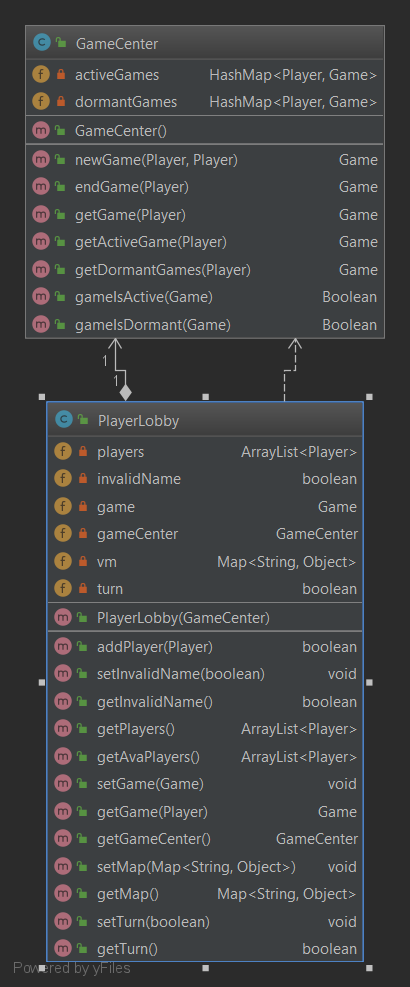 C GameCenter
f activeGames HashMap<Player, Game>
f dormantGames HashMap<Player, Game>
m GameCenter()
m newGame(Player, Player) Game
m endGame(Player) Game
m getGame(Player) Game
m getActiveGame(Player) Game
m getDormantGames(Player) Game
m gameIsActive(Game) Boolean
m gameIsDormant(Game) Boolean
1
1
C PlayerLobby
f players ArrayList<Player>
f invalidName boolean
f game Game
f gameCenter GameCenter
f vm Map<String, Object>
f turn boolean
m PlayerLobby(GameCenter)
m addPlayer(Player) boolean
m setInvalidName(boolean) void
m getInvalidName() boolean
m getPlayers() ArrayList<Player>
m getAvaPlayers() ArrayList<Player>
m setGame(Game) void
m getGame(Player) Game
m getGameCenter() GameCenter
m setMap(Map<String, Object>) void
m getMap() Map<String, Object>
m setTurn(boolean) void
m getTurn() boolean
Powered by yFiles